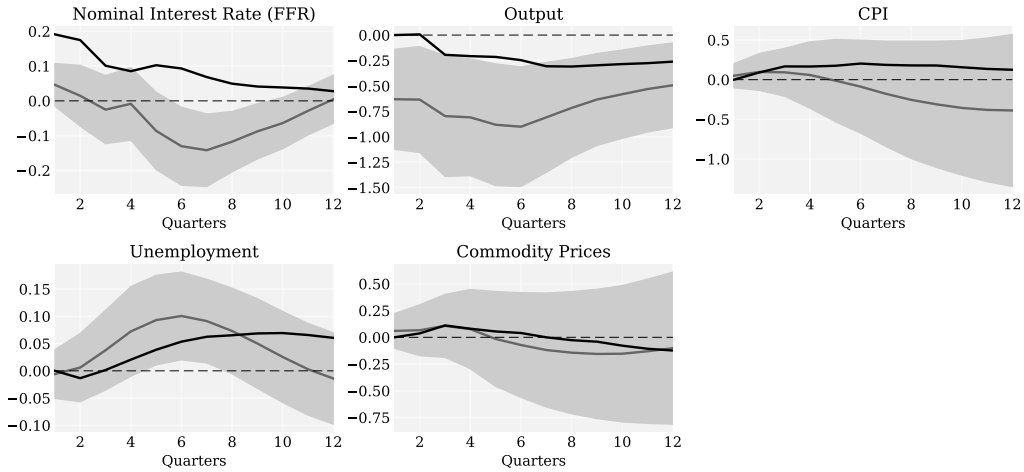 Nominal Interest Rate (FFR)
0.2
0.1
0.0
−0.1
−0.2
2 4 6 8 10 12
Quarters
Output
0.00
−0.25
−0.50
−0.75
−1.00
−1.25
−1.50
2 4 6 8 10 12
Quarters
CPI
0.5
0.0
−0.5
−1.0
2 4 6 8 10 12
Quarters
Unemployment
0.15
0.10
0.05
0.00
−0.05
−0.10
2 4 6 8 10 12
Quarters
Commodity Prices
0.50
0.25
0.00
−0.25
−0.50
−0.75
2 4 6 8 10 12
Quarters